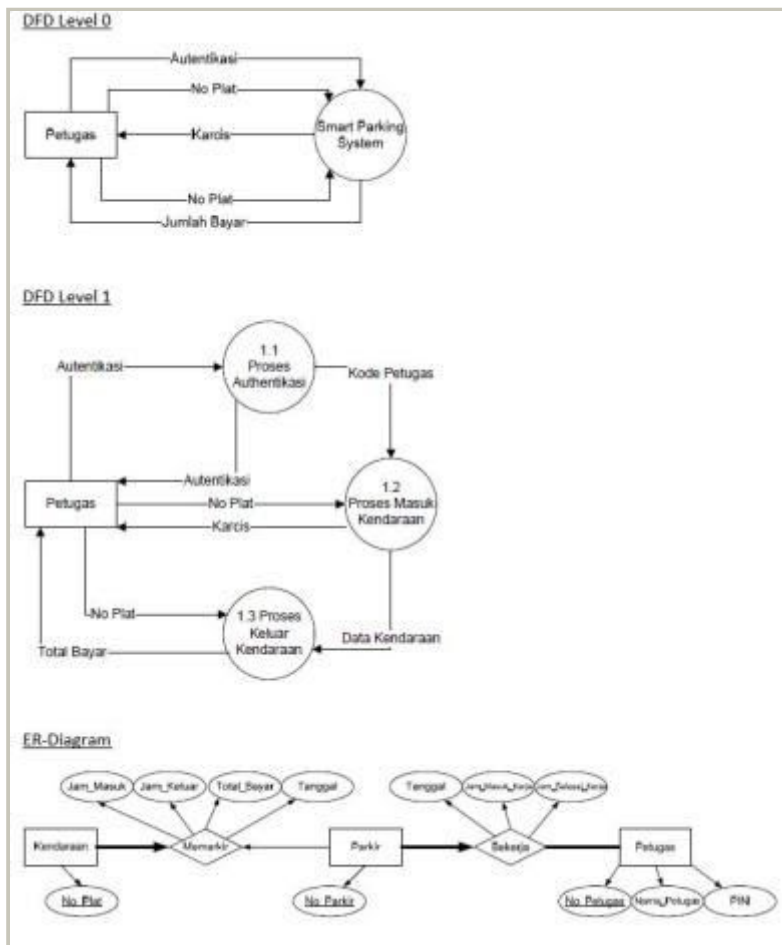 DFD Level 0
Autentikasi
No Plat
Petugas
Karcis
Smart Parking
System
No Plat
Jumlah Bayar
DFD Level 1
1.1
Proses
Authentikasi
Autentikasi
Kode Petugas
Autentikasi
Petugas
No Plat
Karcis
1.2
Proses Masuk
Kendaraan
No Plat
1.3 Proses
Keluar
Kendaraan
Total Bayar
Data Kendaraan
ER-Diagram
Jam_Masuk
Jam_Keluar
Total_Bayar
Tanggal
Tanggal
Jam_Masuk_Kerja
Jam_Selesai_Kerja
Kendaraan
Memarkir
Parkir
Bekerja
Petugas
No_Plat
No_Parkir
No_Petugas
Nama_Petugas